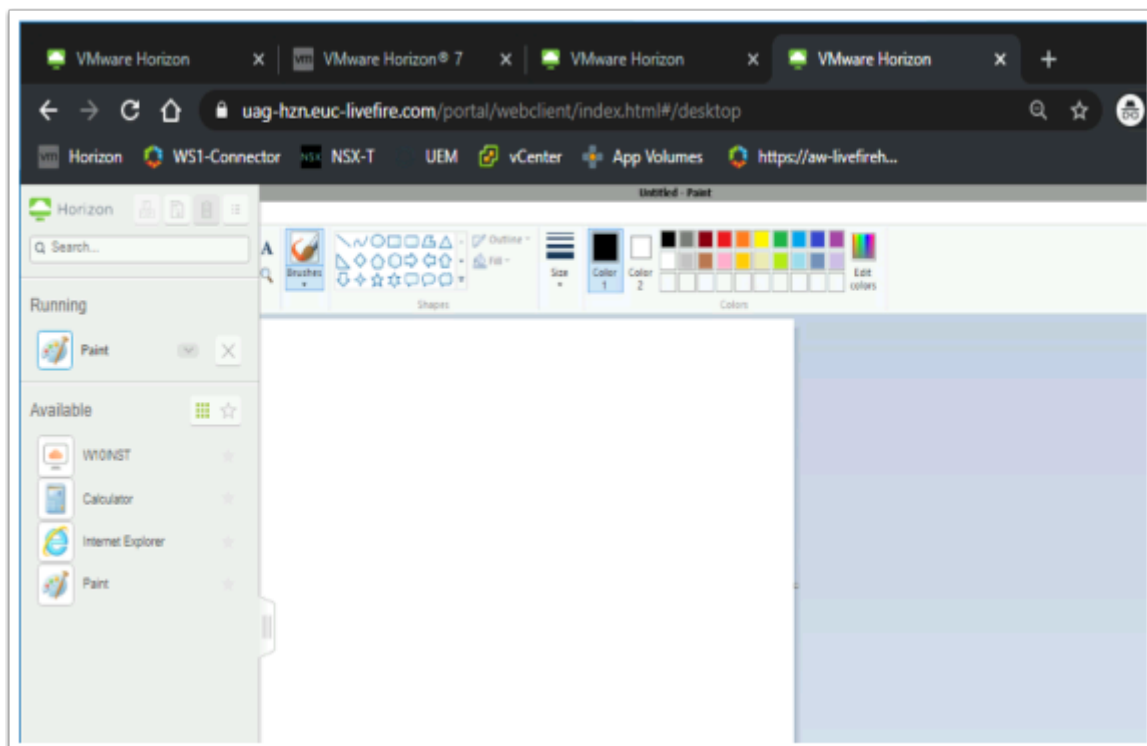 VMware Horizon VMware Horizon® 7 VMware Horizon VMware Horizon
uag-hzn.euc-livefire.com/portal/webclient/index.html#/desktop
vm Horizon WS1-Connector NSX NSX-T UEM vCenter App Volumes https://aw-livefireh...
Untitled - Paint
Horizon
Search...
A Brushes Outline Fill Size Color 1 Color 2 Edit colors
Shapes Colors
Running
Paint
Available
W10INST
Calculator
Internet Explorer
Paint